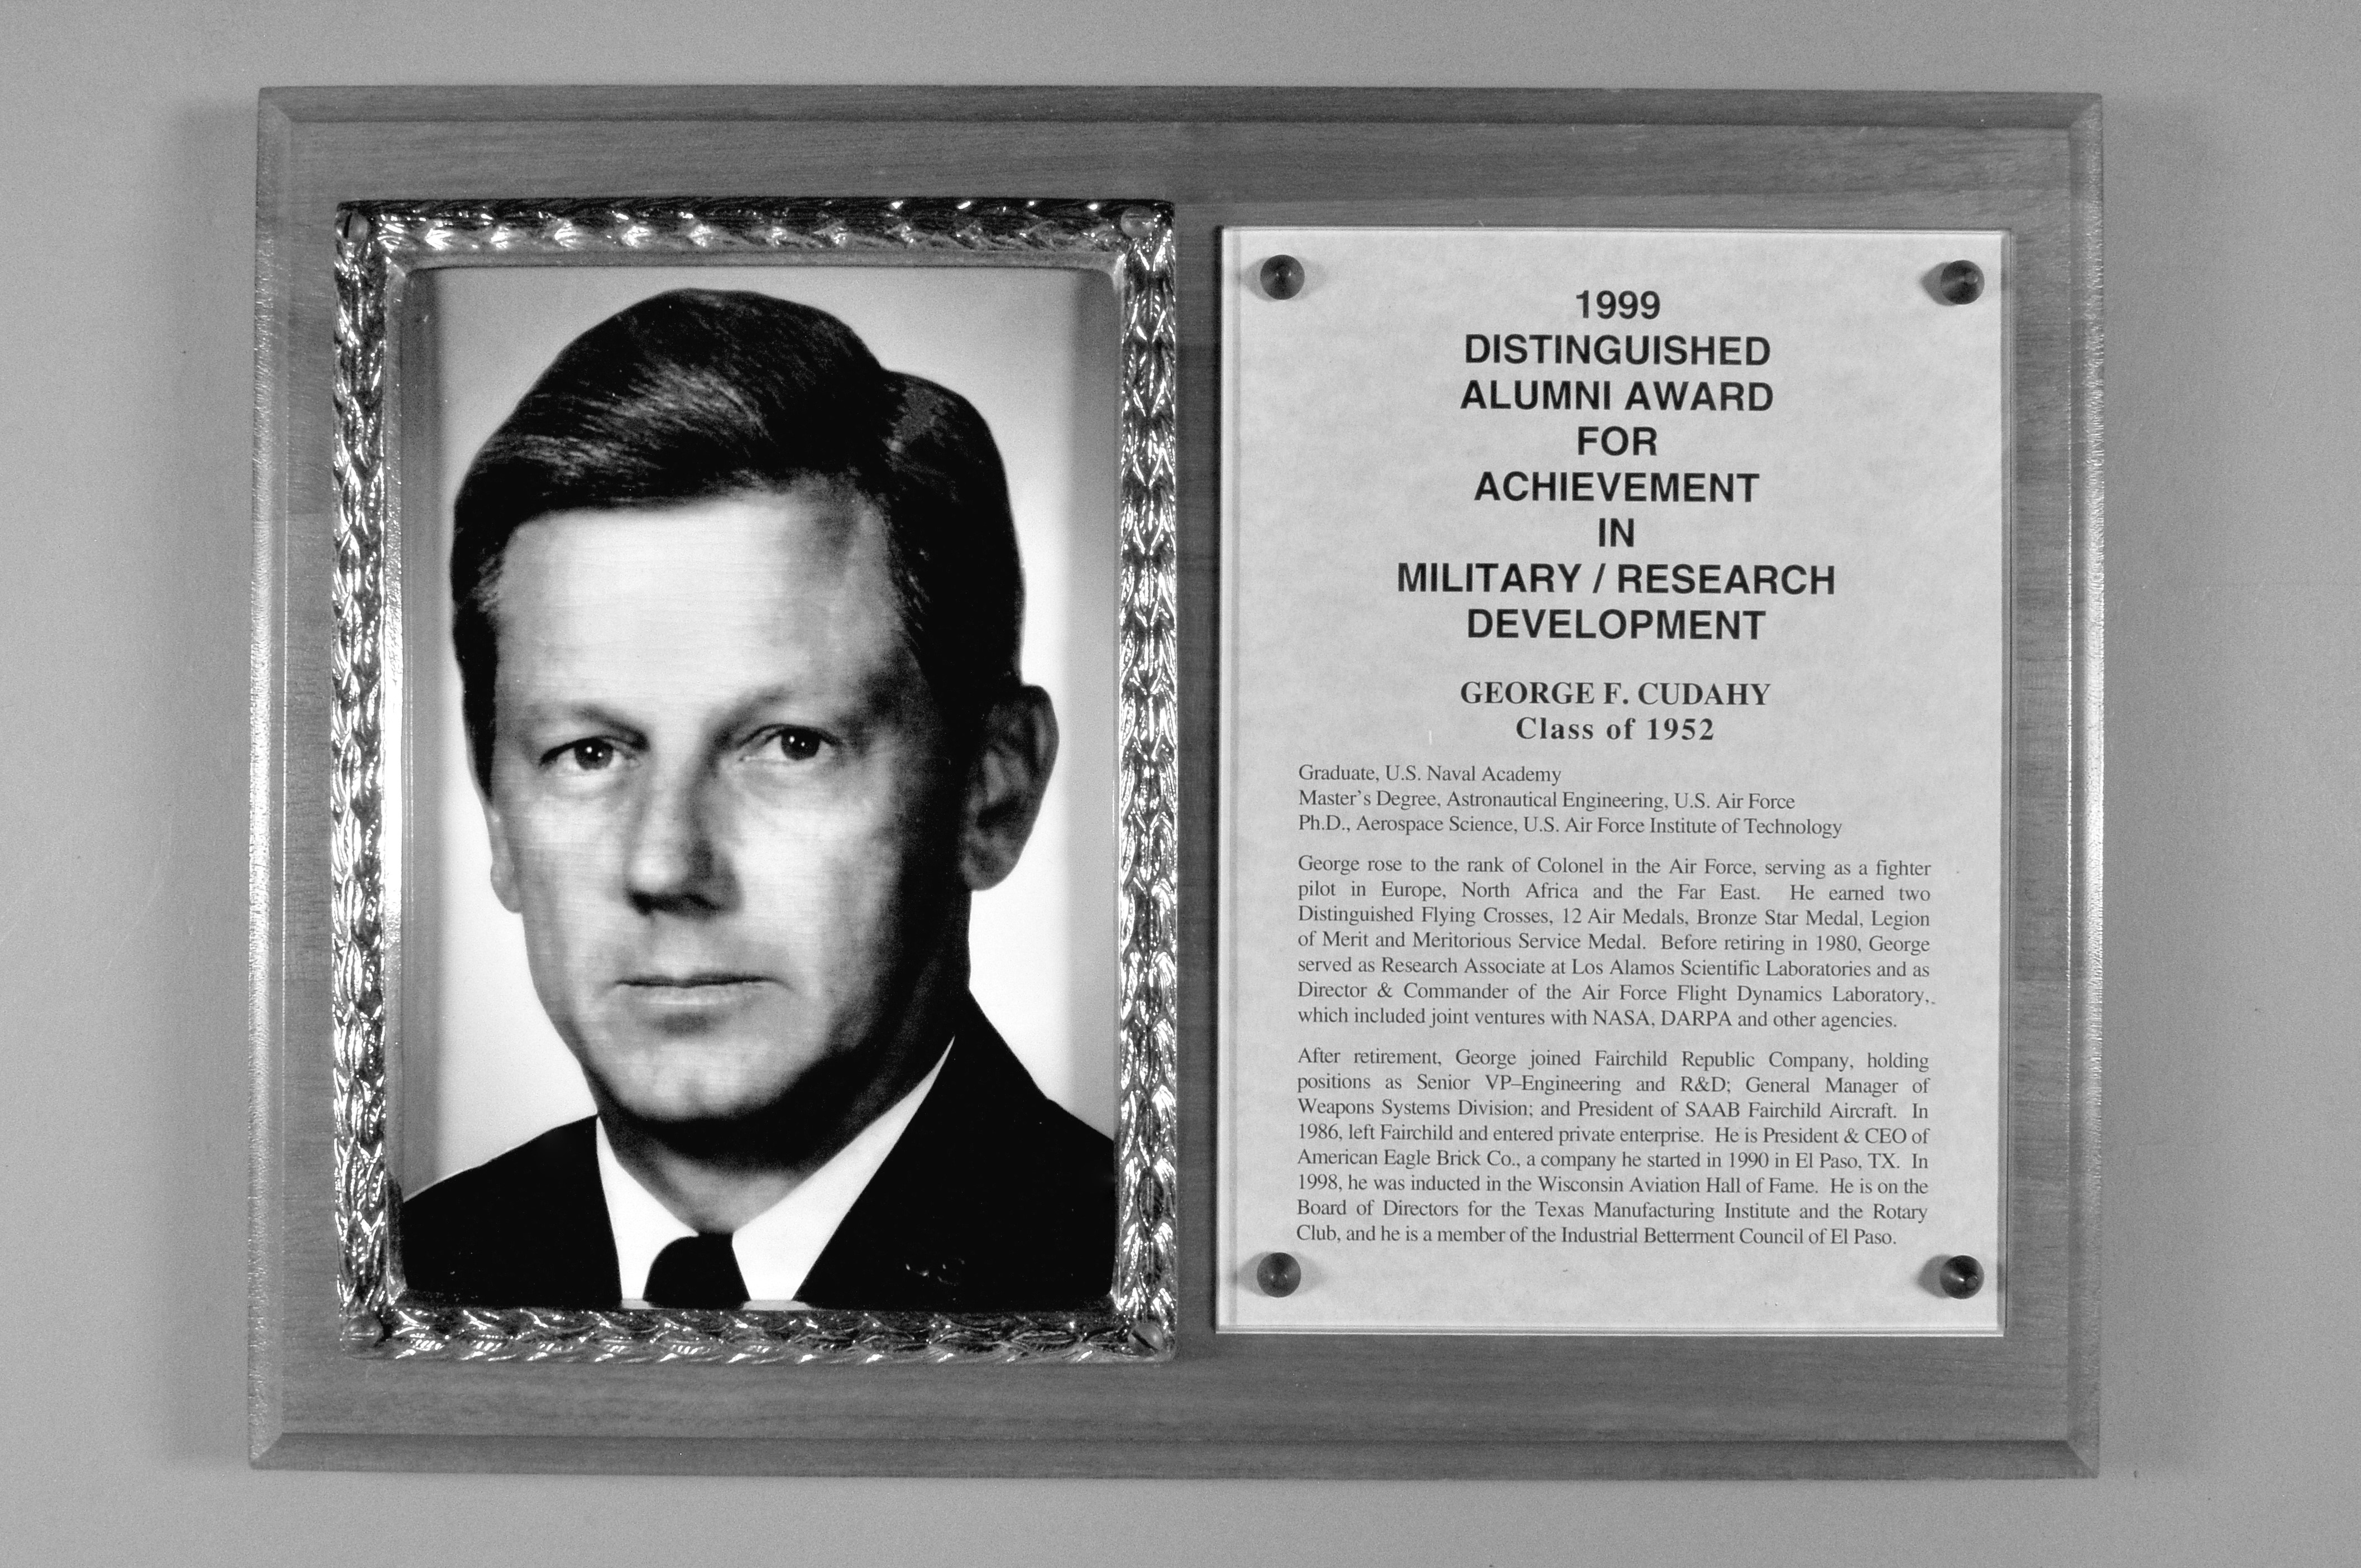 1999
DISTINGUISHED
ALUMNI AWARD
FOR
ACHIEVEMENT
IN
MILITARY / RESEARCH
DEVELOPMENT
GEORGE F. CUDAHY
Class of 1952
Graduate, U.S. Naval Academy
Master's Degree, Astronautical Engineering, U.S. Air Force
Ph.D., Aerospace Science, U.S. Air Force Institute of Technology
George rose to the rank of Colonel in the Air Force, serving as a fighter
pilot in Europe, North Africa and the Far East. He earned two
Distinguished Flying Crosses, 12 Air Medals, Bronze Star Medal, Legion
of Merit and Meritorious Service Medal. Before retiring in 1980, George
served as Research Associate at Los Alamos Scientific Laboratories and as
Director & Commander of the Air Force Flight Dynamics Laboratory,
which included joint ventures with NASA, DARPA and other agencies.
After retirement, George joined Fairchild Republic Company, holding
positions as Senior VP–Engineering and R&D; General Manager of
Weapons Systems Division; and President of SAAB Fairchild Aircraft. In
1986, left Fairchild and entered private enterprise. He is President & CEO of
American Eagle Brick Co., a company he started in 1990 in El Paso, TX. In
1998, he was inducted in the Wisconsin Aviation Hall of Fame. He is on the
Board of Directors for the Texas Manufacturing Institute and the Rotary
Club, and he is a member of the Industrial Betterment Council of El Paso.